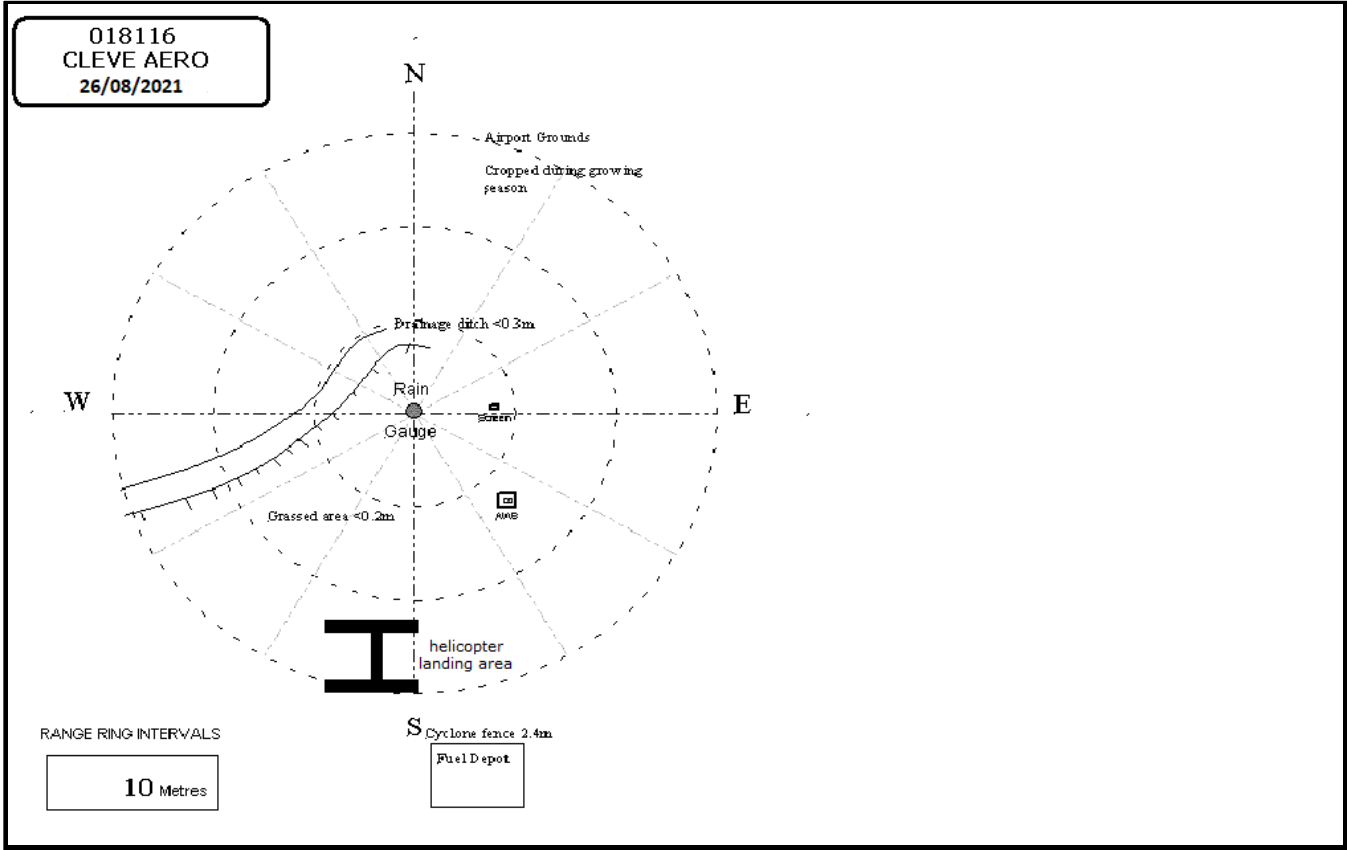 018116
CLEVE AERO
26/08/2021
N
Airport Grounds
Cropped during growing
season
Drainage ditch <0.3m
Rain
W
E
Screen
Gauge
AWS
Grassed area <0.2m
helicopter
landing area
S
Cyclone fence 2.4m
RANGE RING INTERVALS
Fuel Depot
10 Metres